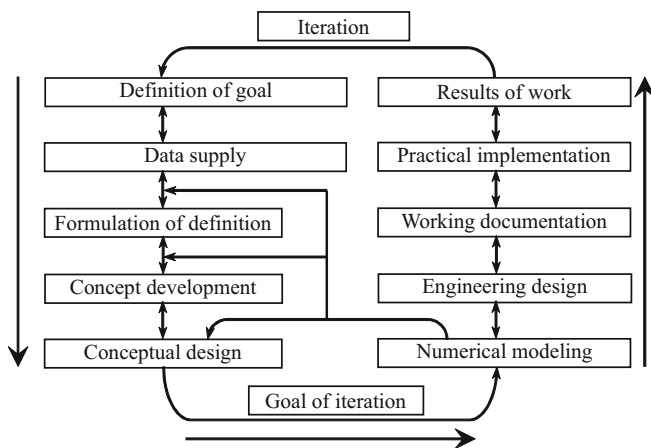 Iteration
Definition of goal
Results of work
Data supply
Practical implementation
Formulation of definition
Working documentation
Concept development
Engineering design
Conceptual design
Numerical modeling
Goal of iteration